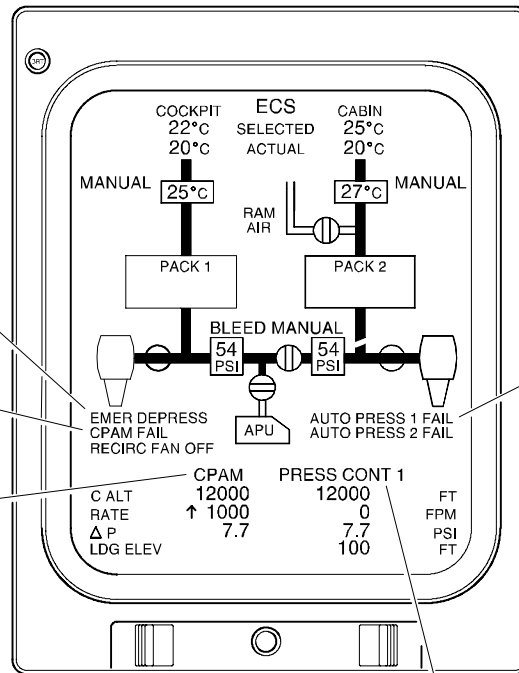 BRT
COCKPIT ECS CABIN
22°C SELECTED 25°C
20°C ACTUAL 20°C
MANUAL 25°C 27°C MANUAL
RAM
AIR
PACK 1 PACK 2
BLEED MANUAL
54 PSI 54 PSI
APU
EMER DEPRESS
CPAM FAIL
RECIRC FAN OFF
AUTO PRESS 1 FAIL
AUTO PRESS 2 FAIL
CPAM PRESS CONT 1
C ALT 12000 12000 FT
RATE ↑ 1000 0 FPM
Δ P 7.7 7.7 PSI
LDG ELEV 100 FT